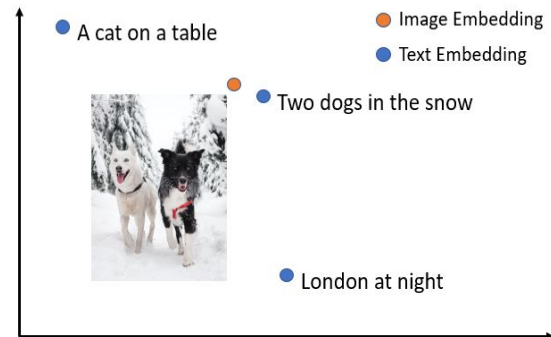 A cat on a table
Image Embedding
Text Embedding
Two dogs in the snow
London at night